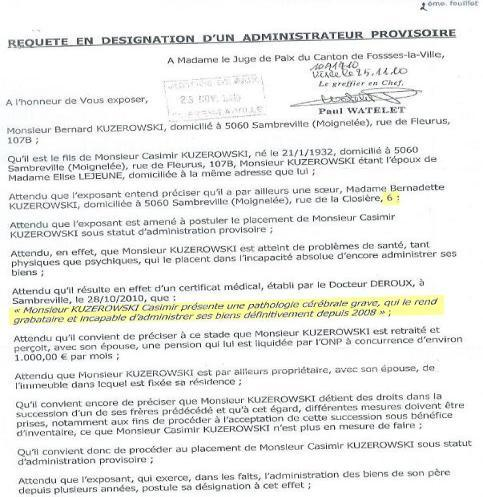 2 ème. feuillet
REQUETE EN DESIGNATION D'UN ADMINISTRATEUR PROVISOIRE
A Madame le Juge de Paix du Canton de Fossses-la-Ville,
Le greffier en Chef,
A l'honneur de Vous exposer,
Paul WATELET
Monsieur Bernard KUZEROWSKI, domicilié à 5060 Sambreville (Moignelée), rue de Fleurus,
107B ;
Qu'il est le fils de Monsieur Casimir KUZEROWSKI, né le 21/1/1932, domicilié à 5060
Sambreville (Moignelée), rue de Fleurus, 107B, Monsieur KUZEROWSKI étant l'époux de
Madame Elise LEJEUNE, domiciliée à la même adresse que lui ;
Attendu que l'exposant entend préciser qu'il a par ailleurs une sœur, Madame Bernadette
KUZEROWSKI, domiciliée à 5060 Sambreville (Moignelée), rue de la Closière, 6 :
Attendu que l'exposant est amené à postuler le placement de Monsieur Casimir
KUZEROWSKI sous statut d'administration provisoire ;
Attendu, en effet, que Monsieur KUZEROWSKI est atteint de problèmes de santé, tant
physiques que psychiques, qui le placent dans l'incapacité absolue d'encore administrer ses
biens ;
Attendu qu'il résulte en effet d'un certificat médical, établi par le Docteur DEROUX, à
Sambreville, le 28/10/2010, que :
« Monsieur KUZEROWSKI Casimir présente une pathologie cérébrale grave, qui le rend
grabataire et incapable d'administrer ses biens définitivement depuis 2008 » ;
Attendu qu'il convient de préciser à ce stade que Monsieur KUZEROWSKI est retraité et
perçoit, avec son épouse, une pension qui lui est liquidée par l'ONP à concurrence d'environ
1.000,00 € par mois ;
Attendu que Monsieur KUZEROWSKI est par ailleurs propriétaire, avec son épouse, de
l'immeuble dans lequel est fixée sa résidence ;
Qu'il convient encore de préciser que Monsieur KUZEROWSKI détient des droits dans la
succession d'un de ses frères prédécédé et qu'à cet égard, différentes mesures doivent être
prises, notamment aux fins de procéder à l'acceptation de cette succession sous bénéfice
d'inventaire, ce que Monsieur Casimir KUZEROWSKI n'est plus en mesure de faire ;
Qu'il convient donc de procéder au placement de Monsieur KUZEROWSKI sous statut
d'administration provisoire ;
Attendu que l'exposant, qui exerce, dans les faits, l'administration des biens de son père
depuis plusieurs années, postule sa désignation à cet effet ;